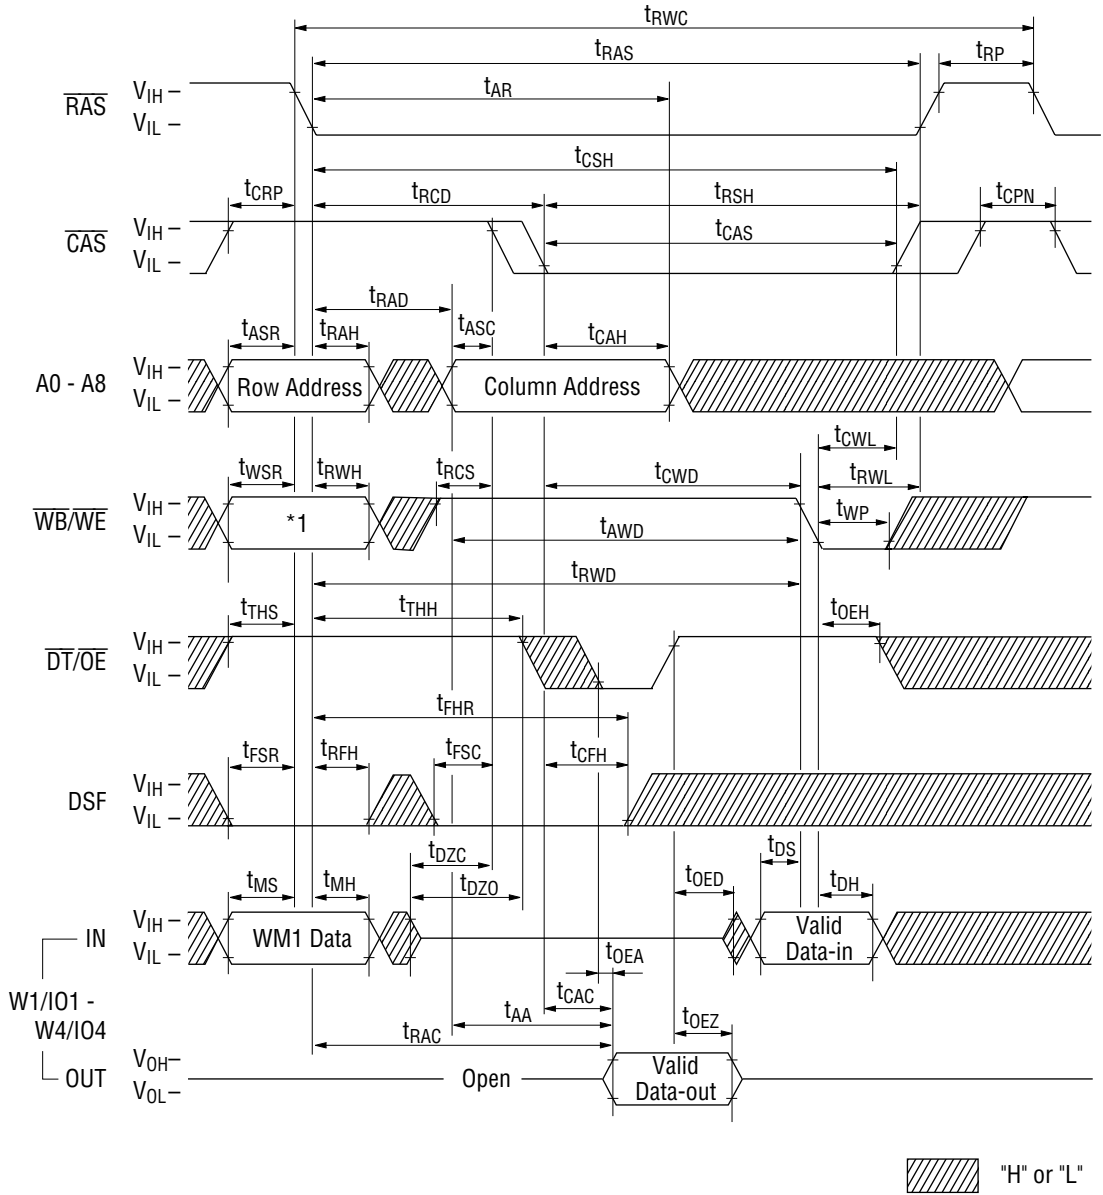 tRWC
tRAS
tRP
tAR
RAS
VIH –
VIL –
tCSH
tCRP
tRCD
tRSH
tCPN
CAS
VIH –
VIL –
tCAS
tRAD
tASR
tRAH
tASC
tCAH
A0 - A8
VIH –
VIL –
Row Address
Column Address
tCWL
tWSR
tRWH
tRCS
tCWD
tRWL
WB/WE
VIH –
VIL –
*1
tWP
tAWD
tRWD
tTHS
tTHH
tOEH
DT/OE
VIH –
VIL –
tFHR
tFSR
tRFH
tFSC
tCFH
DSF
VIH –
VIL –
tDZC
tDS
tMS
tMH
tDZO
tOED
tDH
IN
VIH –
VIL –
WM1 Data
Valid
Data-in
tOEA
W1/IO1 -
W4/IO4
tCAC
tAA
tOEZ
tRAC
OUT
VOH–
VOL–
Open
Valid
Data-out
"H" or "L"